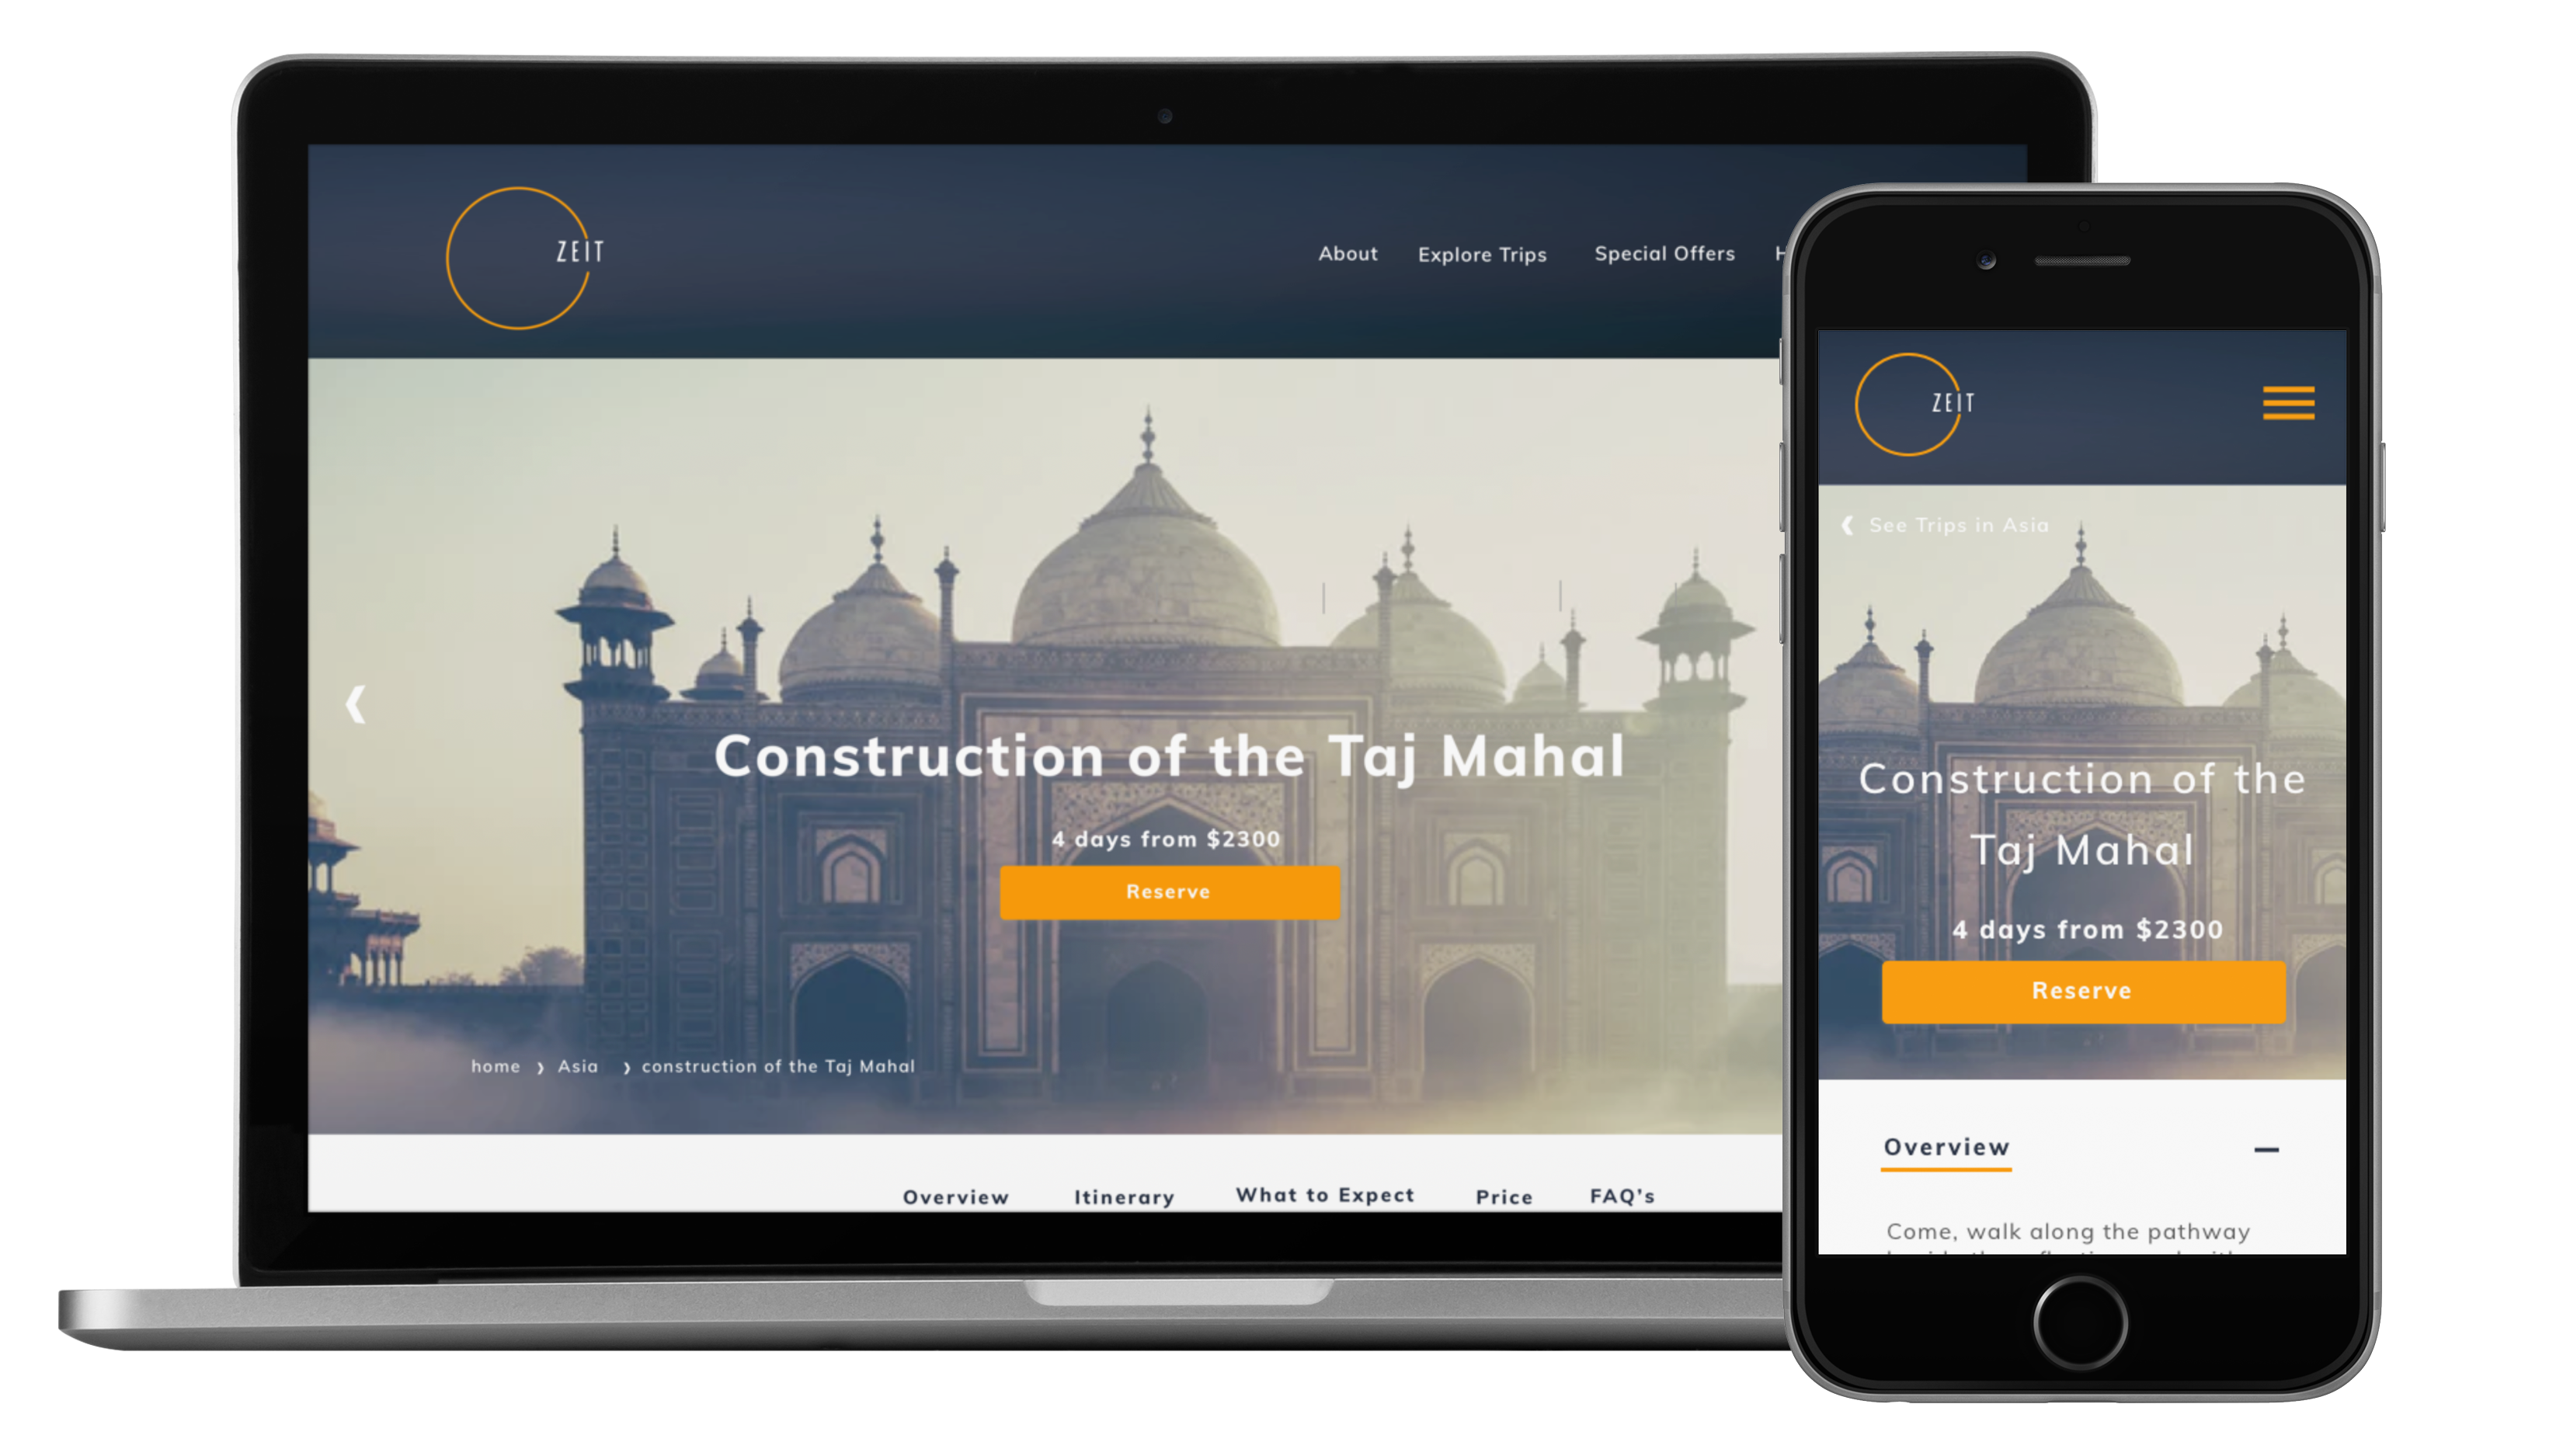 ZEIT
About Explore Trips Special Offers H
Construction of the Taj Mahal
4 days from $2300
Reserve
home › Asia › construction of the Taj Mahal
Overview Itinerary What to Expect Price FAQ's
ZEIT
See Trips in Asia
Construction of the
Taj Mahal
4 days from $2300
Reserve
Overview
Come, walk along the pathway